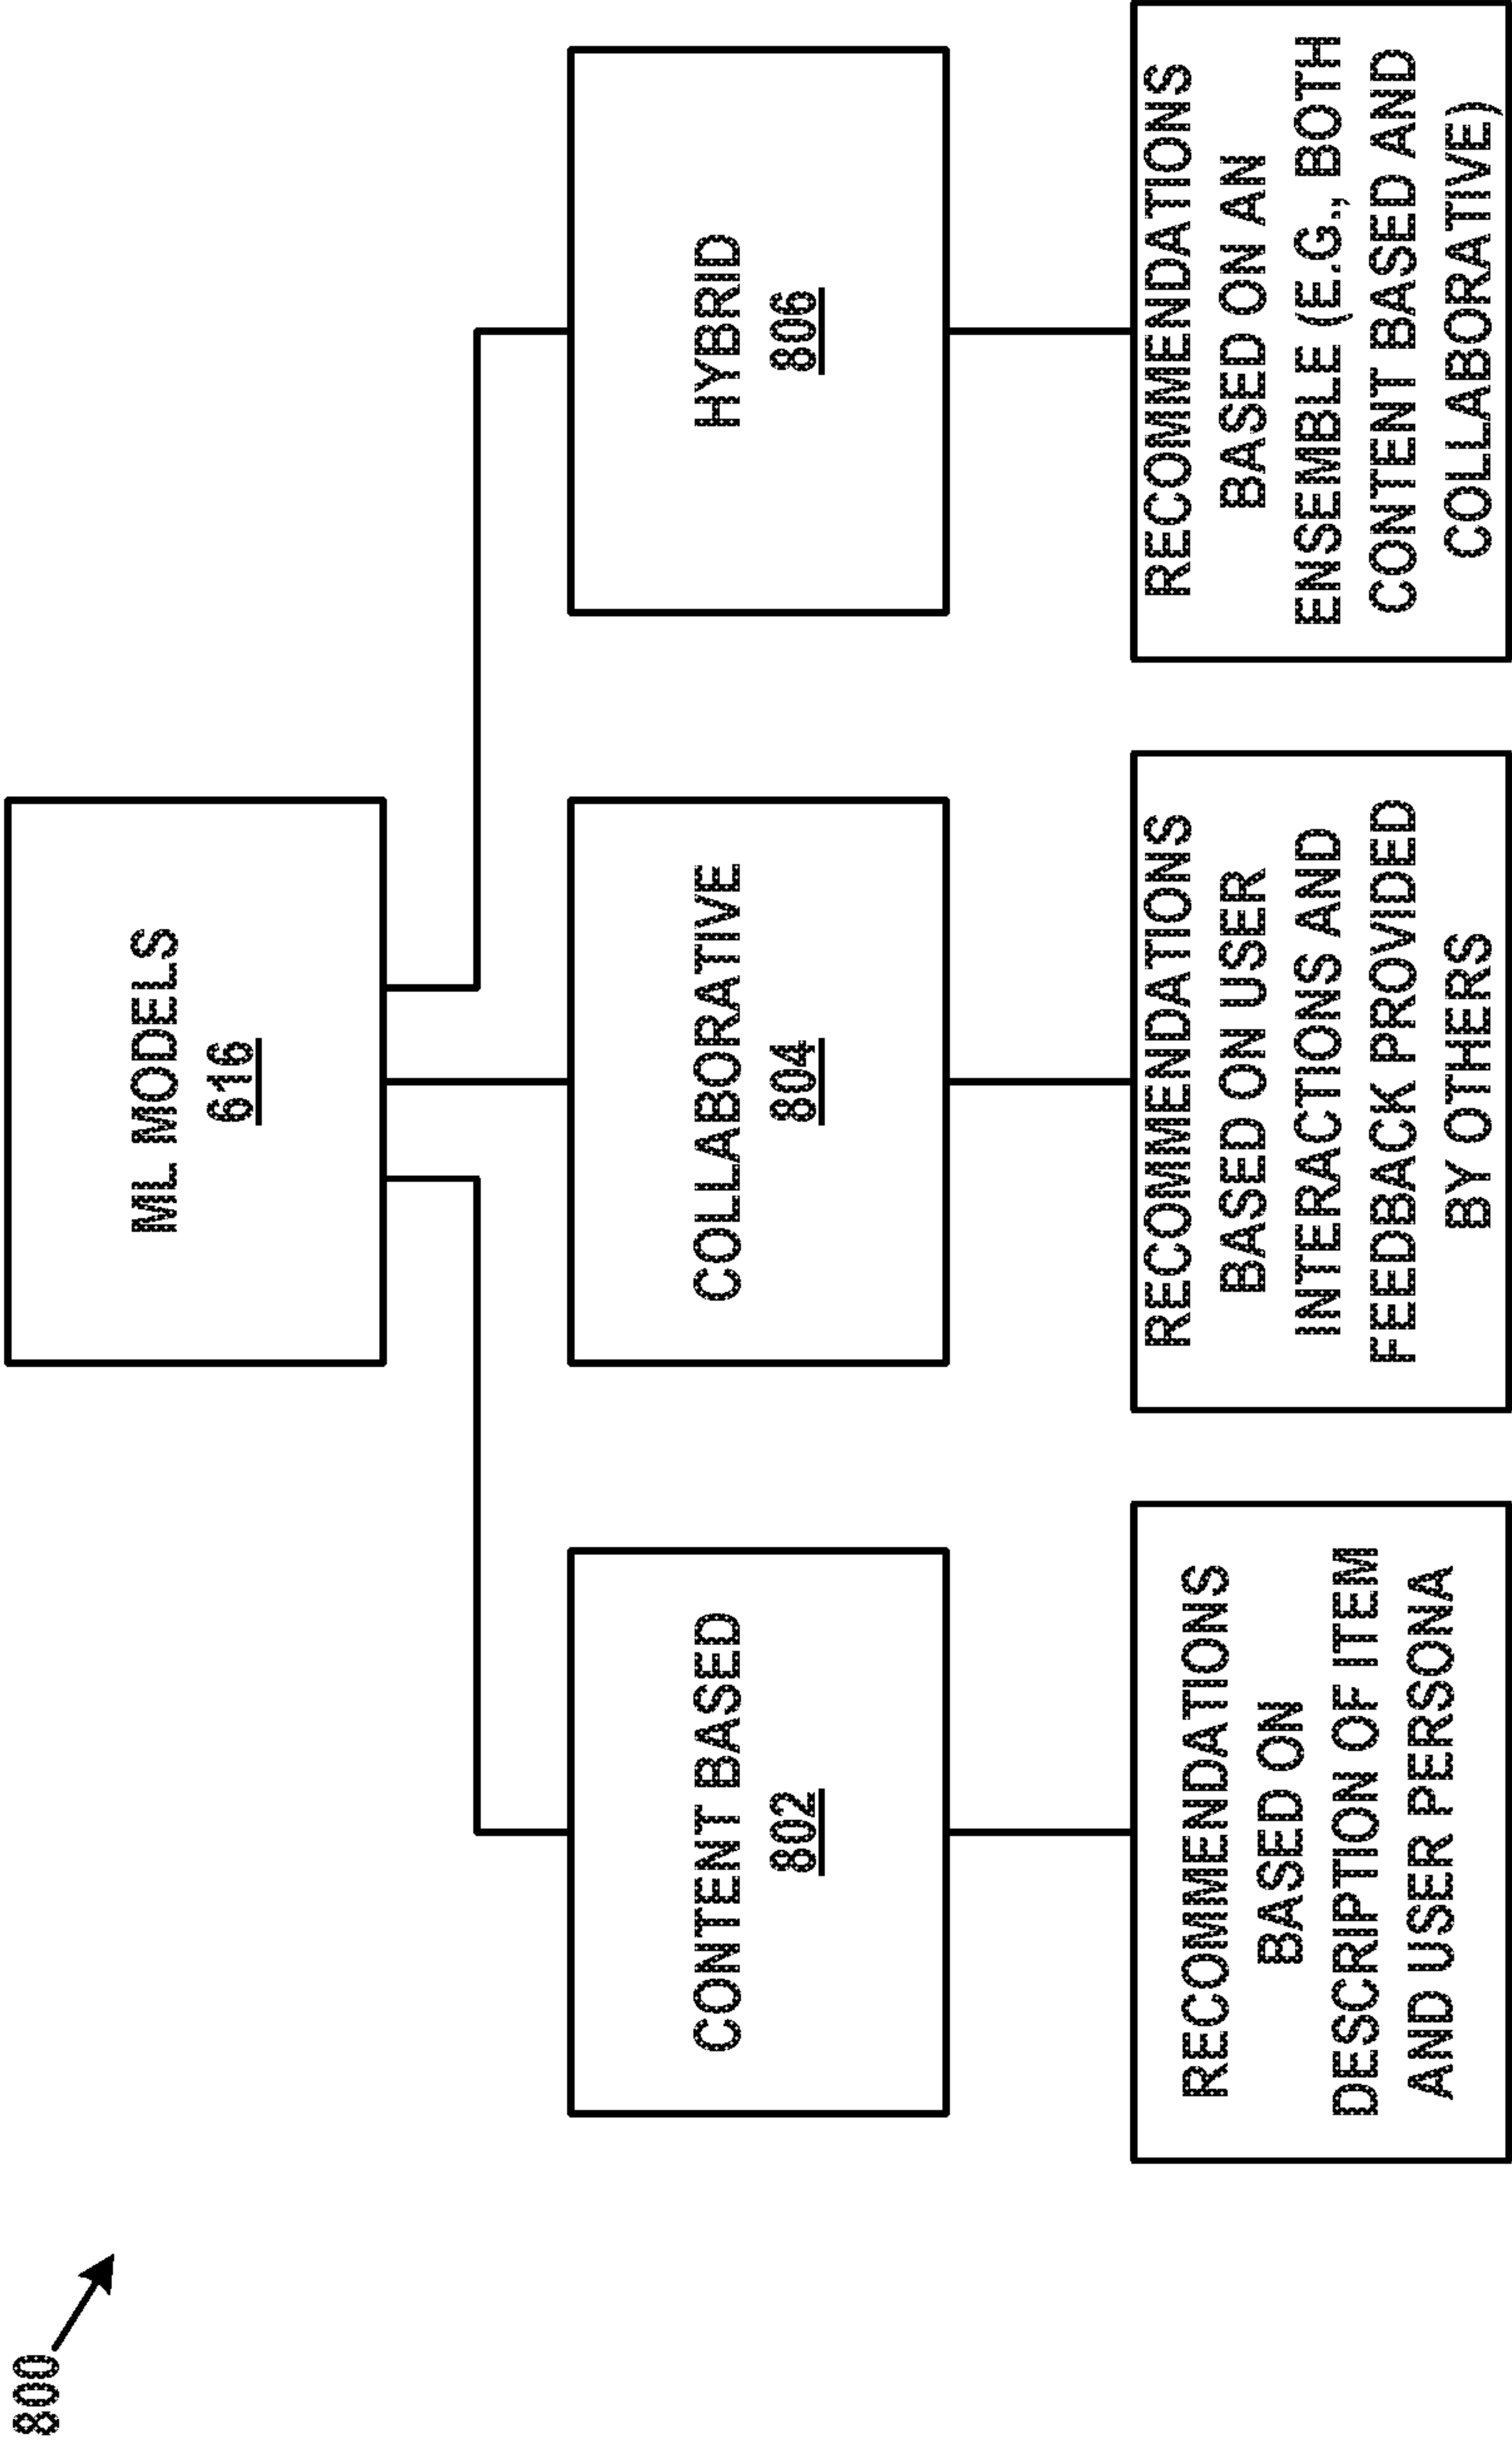 800
ML MODELS
616
CONTENT BASED
802
COLLABORATIVE
804
HYBRID
806
RECOMMENDATIONS
BASED ON
DESCRIPTION OF ITEM
AND USER PERSONA
RECOMMENDATIONS
BASED ON USER
INTERACTIONS AND
FEEDBACK PROVIDED
BY OTHERS
RECOMMENDATIONS
BASED ON AN
ENSEMBLE (E.G., BOTH
CONTENT BASED AND
COLLABORATIVE)